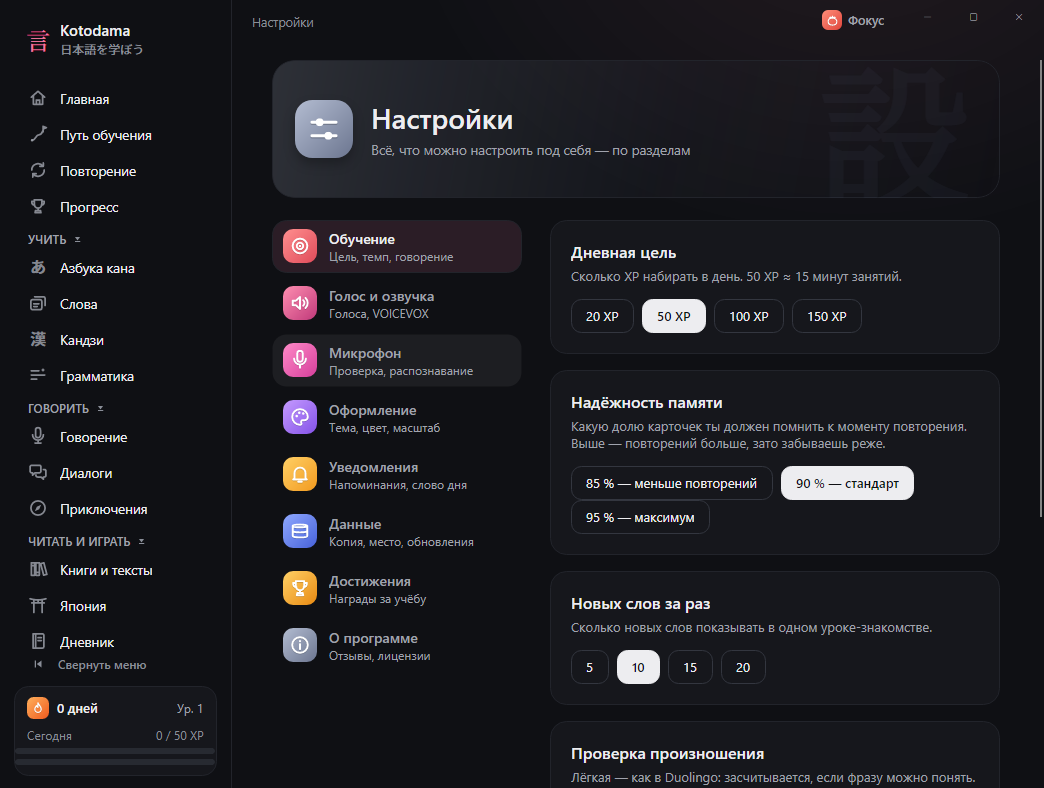 言
Kotodama
日本語を学ぼう
Главная
Путь обучения
Повторение
Прогресс
УЧИТЬ
あ Азбука кана
Слова
漢 Кандзи
Грамматика
ГОВОРИТЬ
Говорение
Диалоги
Приключения
ЧИТАТЬ И ИГРАТЬ
Книги и тексты
Япония
Дневник
Свернуть меню
0 дней Ур. 1
Сегодня 0 / 50 XP
Настройки
Фокус
設
Настройки
Всё, что можно настроить под себя — по разделам
Обучение
Цель, темп, говорение
Голос и озвучка
Голоса, VOICEVOX
Микрофон
Проверка, распознавание
Оформление
Тема, цвет, масштаб
Уведомления
Напоминания, слово дня
Данные
Копия, место, обновления
Достижения
Награды за учёбу
О программе
Отзывы, лицензии
Дневная цель
Сколько XP набирать в день. 50 XP ≈ 15 минут занятий.
20 XP 50 XP 100 XP 150 XP
Надёжность памяти
Какую долю карточек ты должен помнить к моменту повторения.
Выше — повторений больше, зато забываешь реже.
85 % — меньше повторений 90 % — стандарт
95 % — максимум
Новых слов за раз
Сколько новых слов показывать в одном уроке-знакомстве.
5 10 15 20
Проверка произношения
Лёгкая — как в Duolingo: засчитывается, если фразу можно понять.